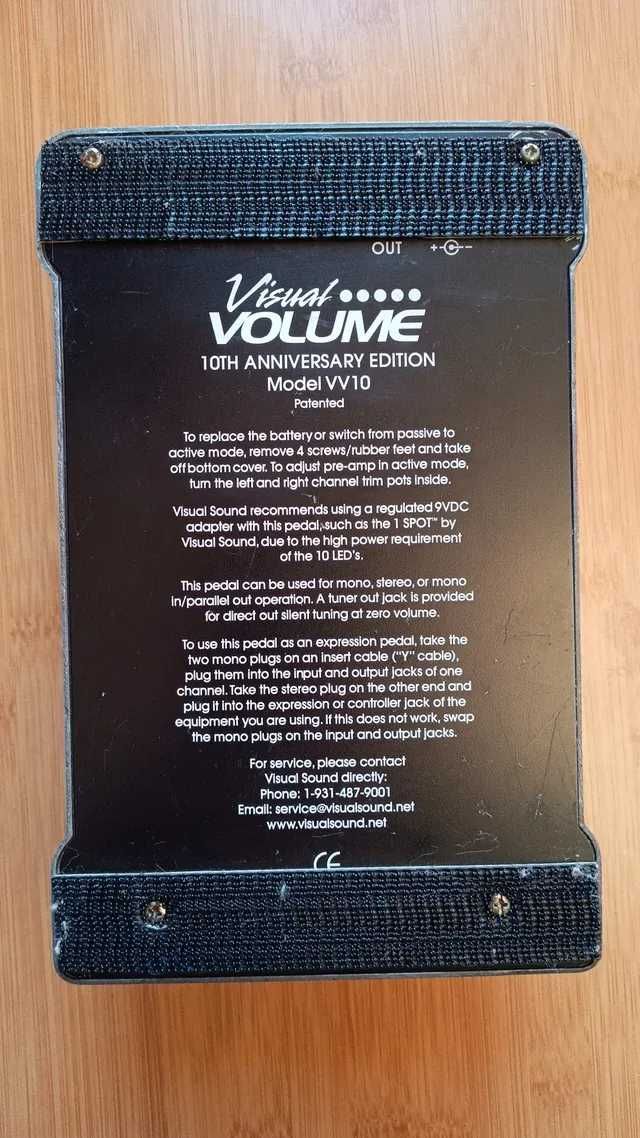 OUT +-
Visual
VOLUME
10TH ANNIVERSARY EDITION
Model VV10
Patented
To replace the battery or switch from passive to
active mode, remove 4 screws/rubber feet and take
off bottom cover. To adjust pre-amp in active mode,
turn the left and right channel trim pots inside.
Visual Sound recommends using a regulated 9VDC
adapter with this pedal, such as the 1 SPOT™ by
Visual Sound, due to the high power requirement
of the 10 LED's.
This pedal can be used for mono, stereo, or mono
in/parallel out operation. A tuner out jack is provided
for direct out silent tuning at zero volume.
To use this pedal as an expression pedal, take the
two mono plugs on an insert cable ("Y" cable),
plug them into the input and output jacks of one
channel. Take the stereo plug on the other end and
plug it into the expression or controller jack of the
equipment you are using. If this does not work, swap
the mono plugs on the input and output jacks.
For service, please contact
Visual Sound directly:
Phone: 1-931-487-9001
Email: service@visualsound.net
www.visualsound.net
CE